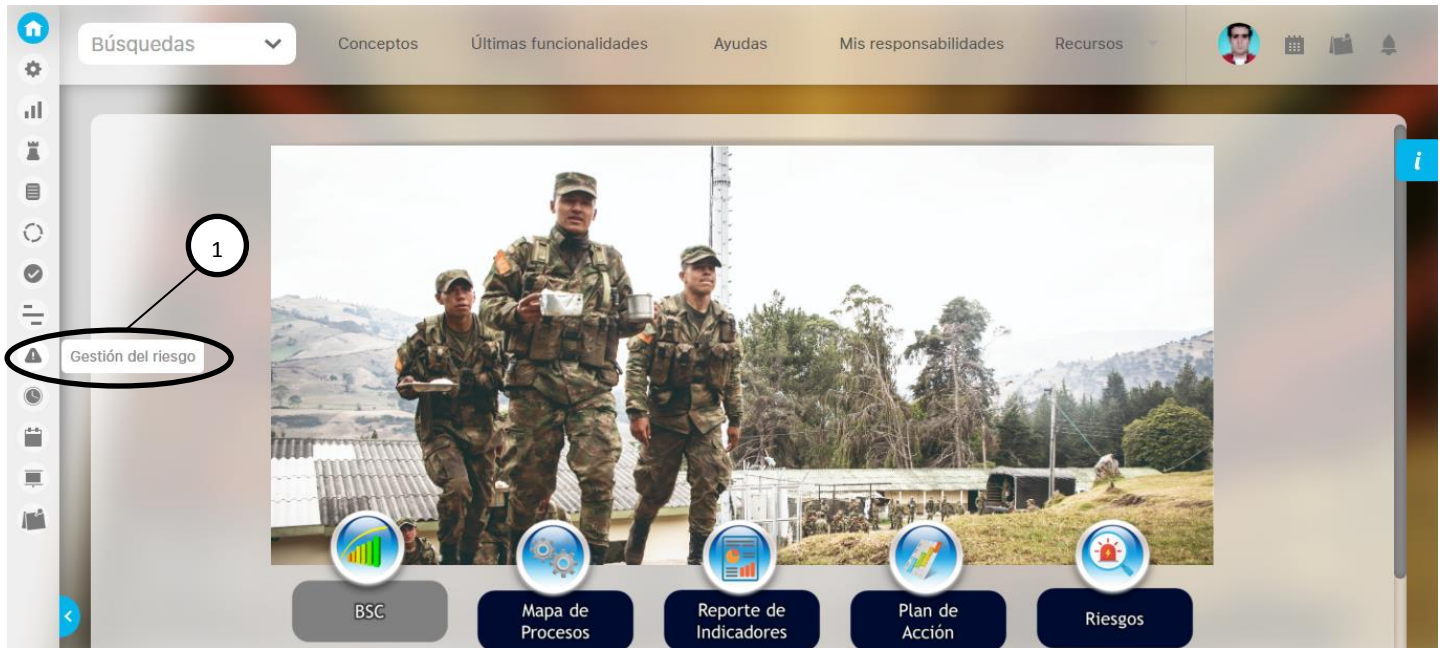 Búsquedas
Conceptos
Últimas funcionalidades
Ayudas
Mis responsabilidades
Recursos
i
1
Gestión del riesgo
BSC
Mapa de
Procesos
Reporte de
Indicadores
Plan de
Acción
Riesgos